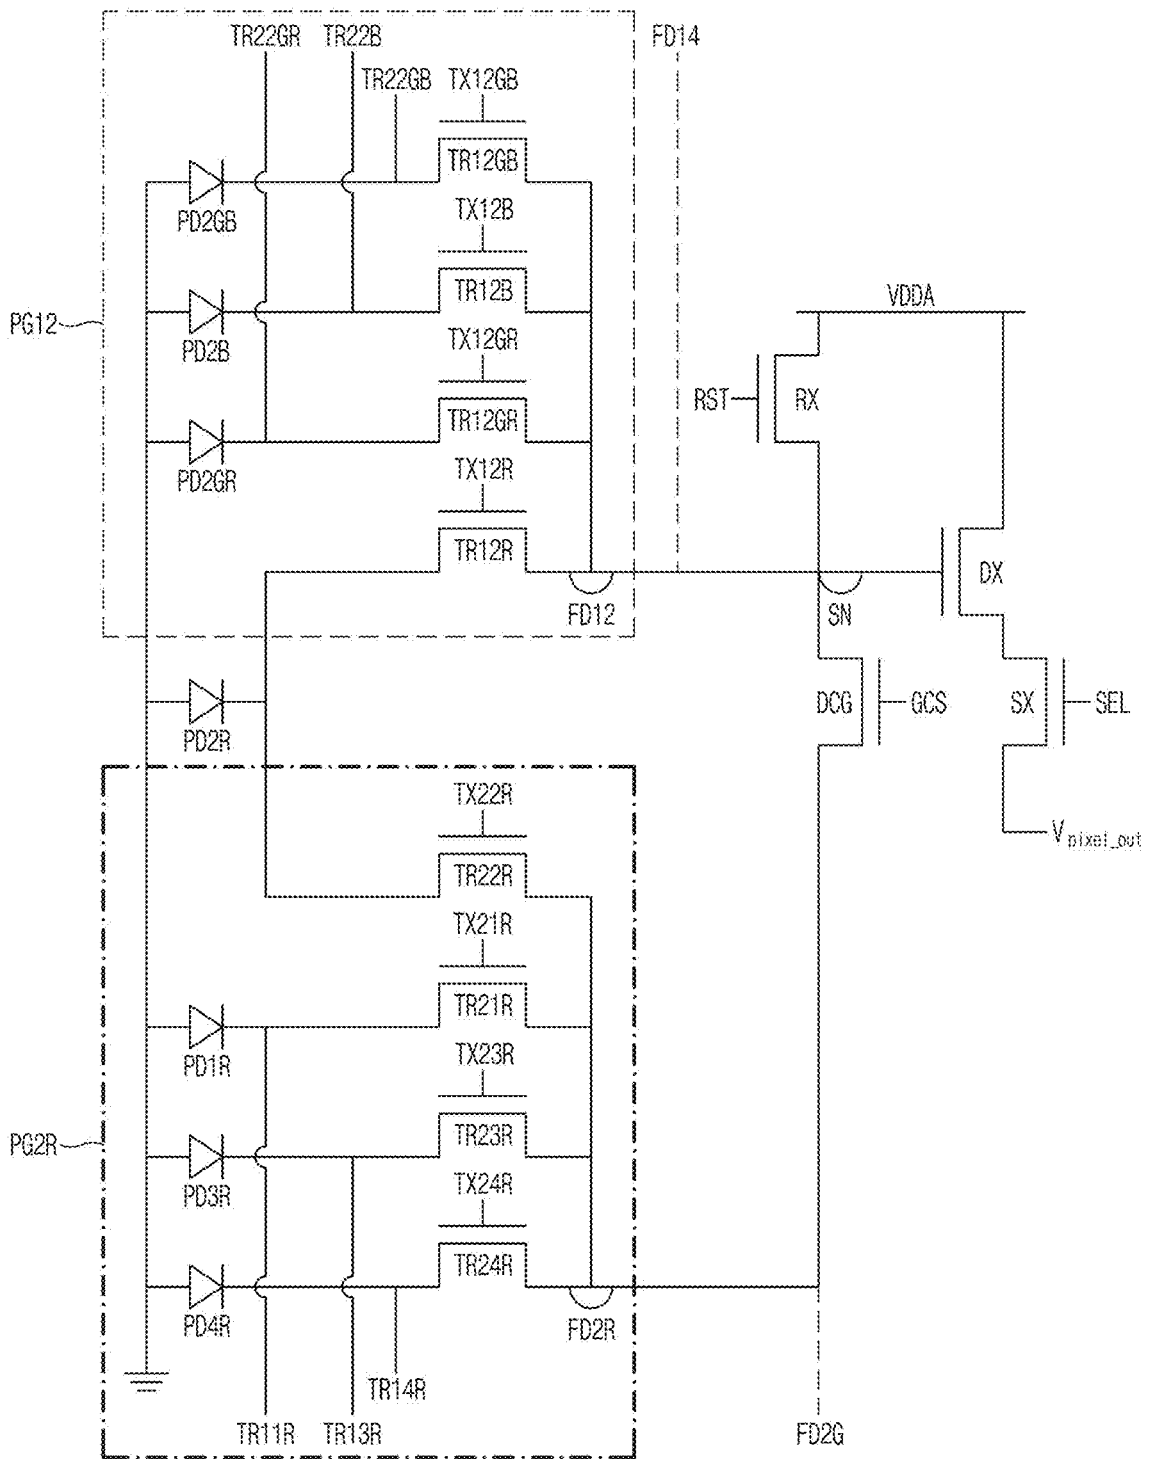 TR22GR TR22B FD14
TR22GB TX12GB
TR12GB
PD2GB
TX12B
TR12B
VDDA
PG12
PD2B
TX12GR
RST RX
TR12GR
PD2GR
TX12R
TR12R
DX
FD12
SN
DCG GCS SX SEL
PD2R
TX22R
Vpixel_out
TR22R
TX21R
TR21R
PD1R
TX23R
TR23R
PG2R
PD3R
TX24R
TR24R
PD4R
FD2R
TR14R
TR11R TR13R FD2G